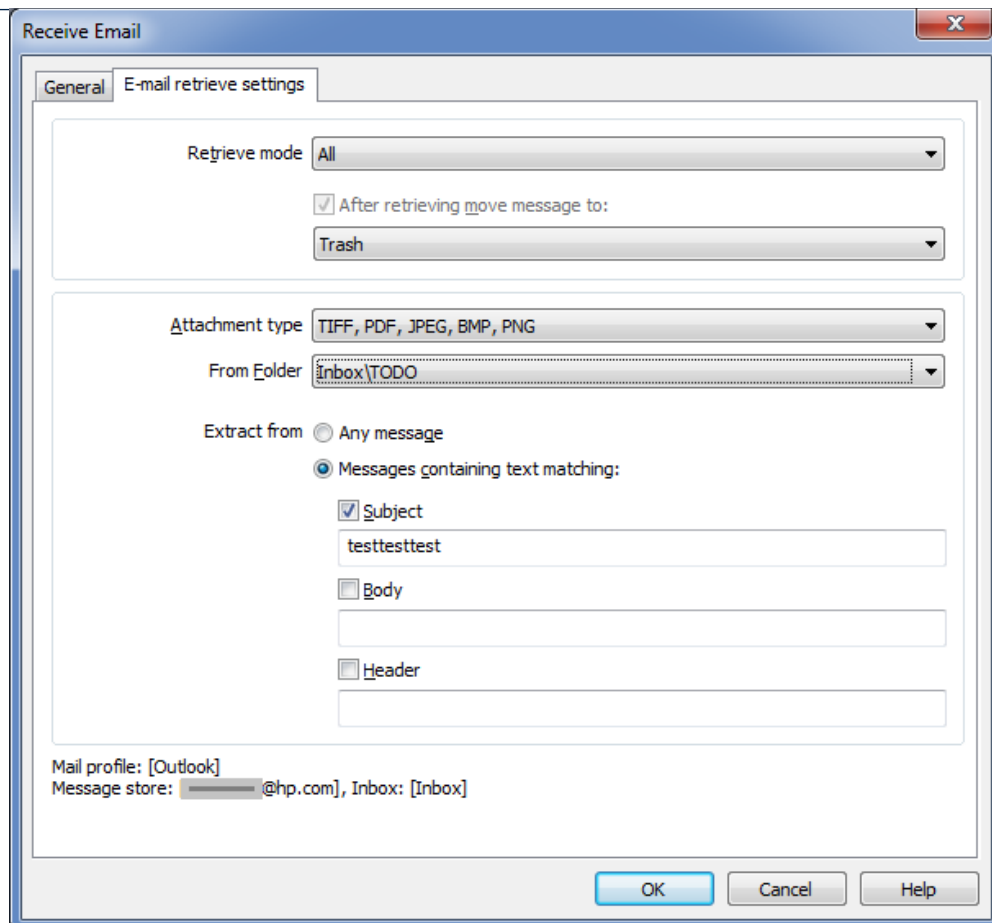 Receive Email
General E-mail retrieve settings
Retrieve mode All
After retrieving move message to:
Trash
Attachment type TIFF, PDF, JPEG, BMP, PNG
From Folder Inbox\TODO
Extract from Any message
Messages containing text matching:
Subject
testtesttest
Body
Header
Mail profile: [Outlook]
Message store: @hp.com], Inbox: [Inbox]
OK Cancel Help